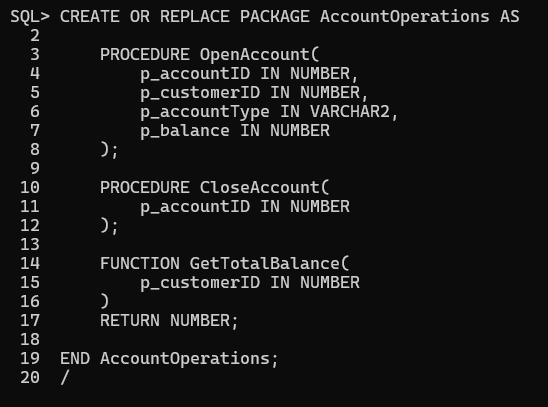 SQL> CREATE OR REPLACE PACKAGE AccountOperations AS
  2
  3      PROCEDURE OpenAccount(
  4          p_accountID IN NUMBER,
  5          p_customerID IN NUMBER,
  6          p_accountType IN VARCHAR2,
  7          p_balance IN NUMBER
  8      );
  9
 10      PROCEDURE CloseAccount(
 11          p_accountID IN NUMBER
 12      );
 13
 14      FUNCTION GetTotalBalance(
 15          p_customerID IN NUMBER
 16      )
 17      RETURN NUMBER;
 18
 19  END AccountOperations;
 20  /